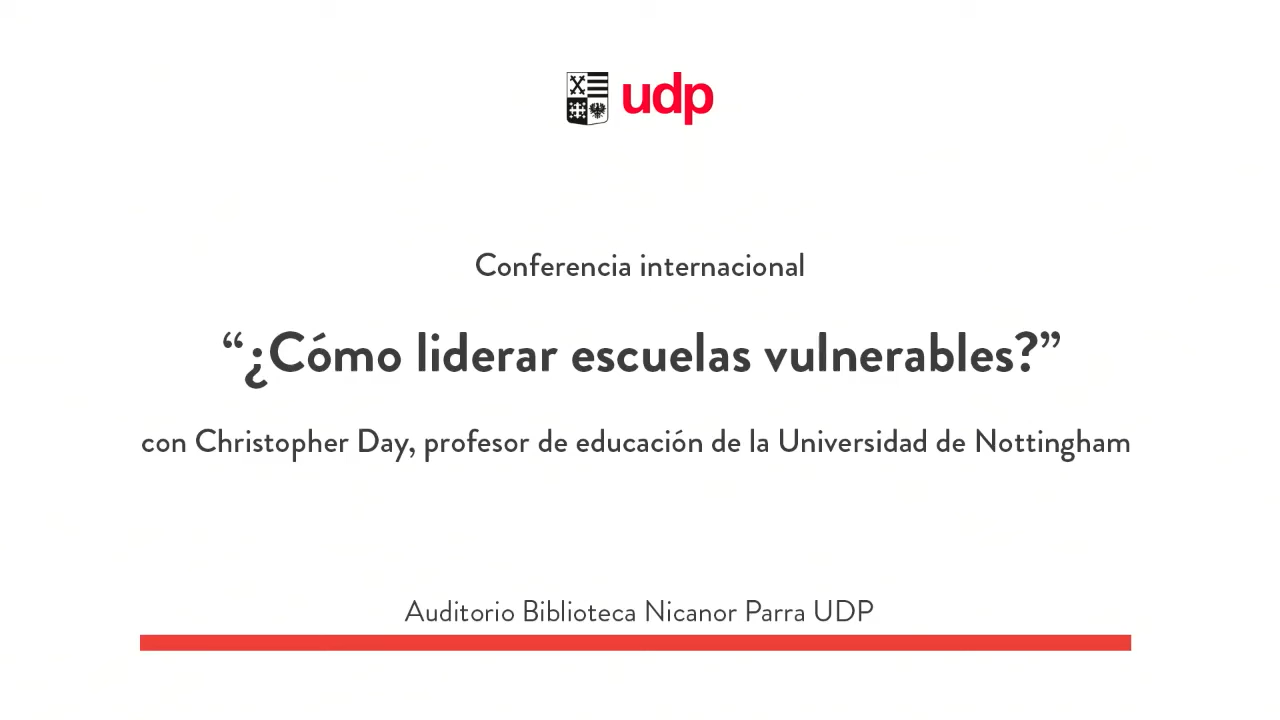 udp
Conferencia internacional
“¿Cómo liderar escuelas vulnerables?”
con Christopher Day, profesor de educación de la Universidad de Nottingham
Auditorio Biblioteca Nicanor Parra UDP